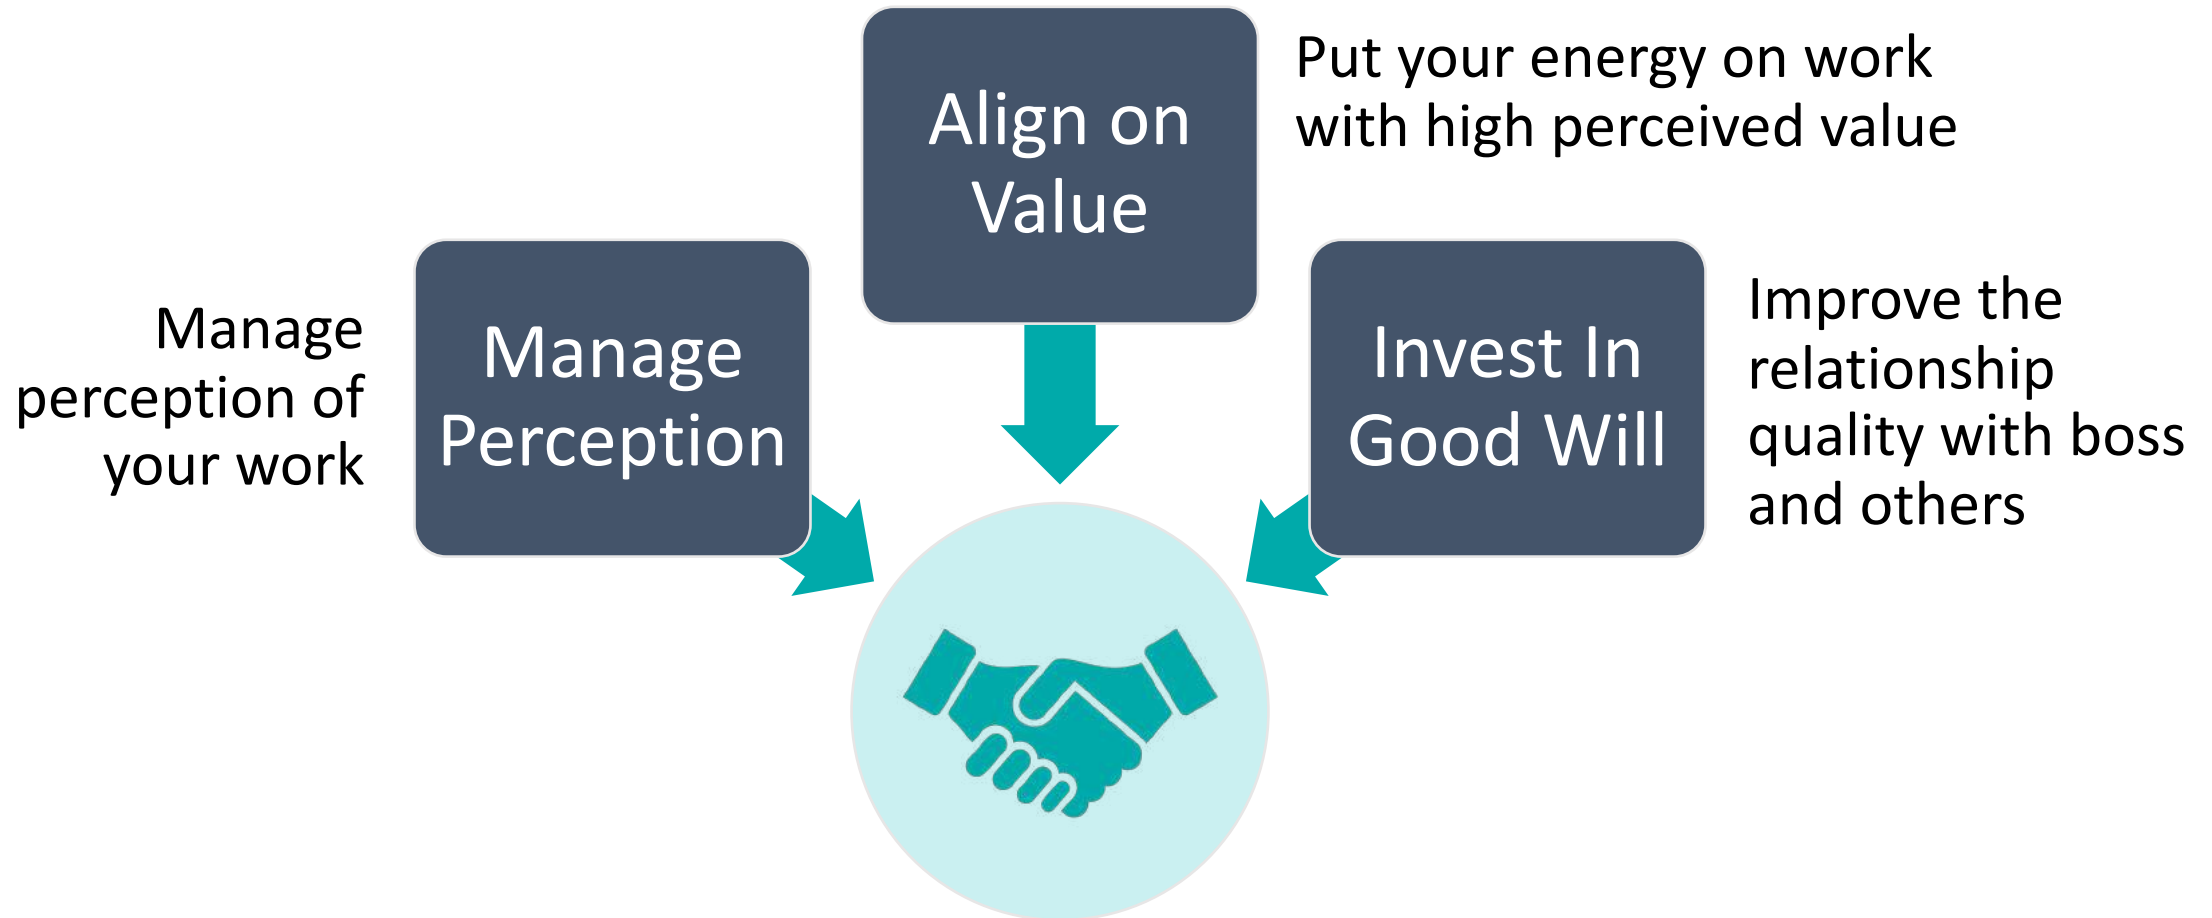 Align on
Value
Put your energy on work
with high perceived value
Manage
perception of
your work
Manage
Perception
Invest In
Good Will
Improve the
relationship
quality with boss
and others